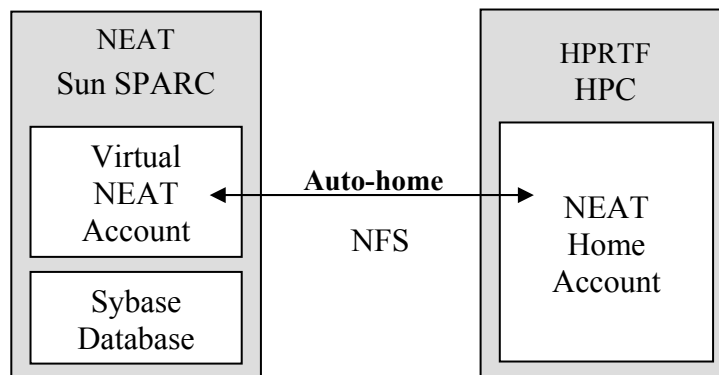 NEAT
Sun SPARC
Virtual
NEAT
Account
Sybase
Database
Auto-home
NFS
HPRTF
HPC
NEAT
Home
Account